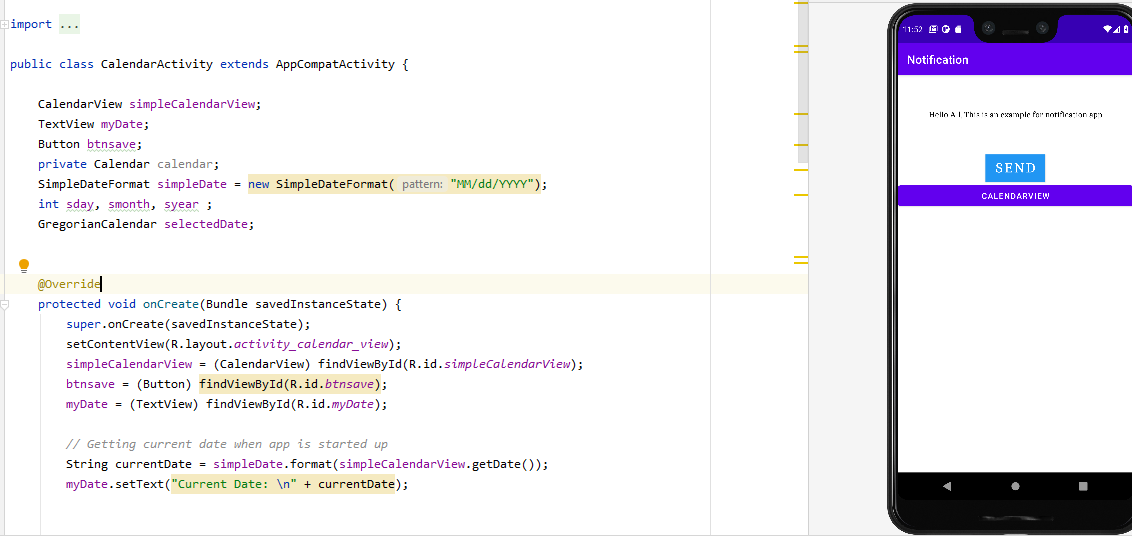 import ...
public class CalendarActivity extends AppCompatActivity {
CalendarView simpleCalendarView;
TextView myDate;
Button btnsave;
private Calendar calendar;
SimpleDateFormat simpleDate = new SimpleDateFormat( pattern: "MM/dd/YYYY");
int sday, smonth, syear ;
GregorianCalendar selectedDate;
@Override
protected void onCreate(Bundle savedInstanceState) {
super.onCreate(savedInstanceState);
setContentView(R.layout.activity_calendar_view);
simpleCalendarView = (CalendarView) findViewById(R.id.simpleCalendarView);
btnsave = (Button) findViewById(R.id.btnsave);
myDate = (TextView) findViewById(R.id.myDate);
// Getting current date when app is started up
String currentDate = simpleDate.format(simpleCalendarView.getDate());
myDate.setText("Current Date: \n" + currentDate);
11:52
Notification
Hello All This is an example for notification app
SEND
CALENDARVIEW